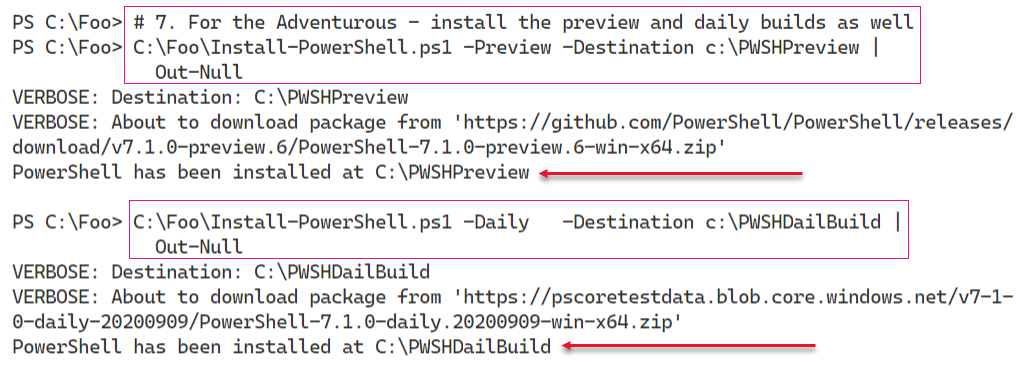 PS C:\Foo> # 7. For the Adventurous - install the preview and daily builds as well
PS C:\Foo> C:\Foo\Install-PowerShell.ps1 -Preview -Destination c:\PWSHPreview |
Out-Null
VERBOSE: Destination: C:\PWSHPreview
VERBOSE: About to download package from 'https://github.com/PowerShell/PowerShell/releases/
download/v7.1.0-preview.6/PowerShell-7.1.0-preview.6-win-x64.zip'
PowerShell has been installed at C:\PWSHPreview
PS C:\Foo> C:\Foo\Install-PowerShell.ps1 -Daily   -Destination c:\PWSHDailBuild |
Out-Null
VERBOSE: Destination: C:\PWSHDailBuild
VERBOSE: About to download package from 'https://pscoretestdata.blob.core.windows.net/v7-1-
0-daily-20200909/PowerShell-7.1.0-daily.20200909-win-x64.zip'
PowerShell has been installed at C:\PWSHDailBuild